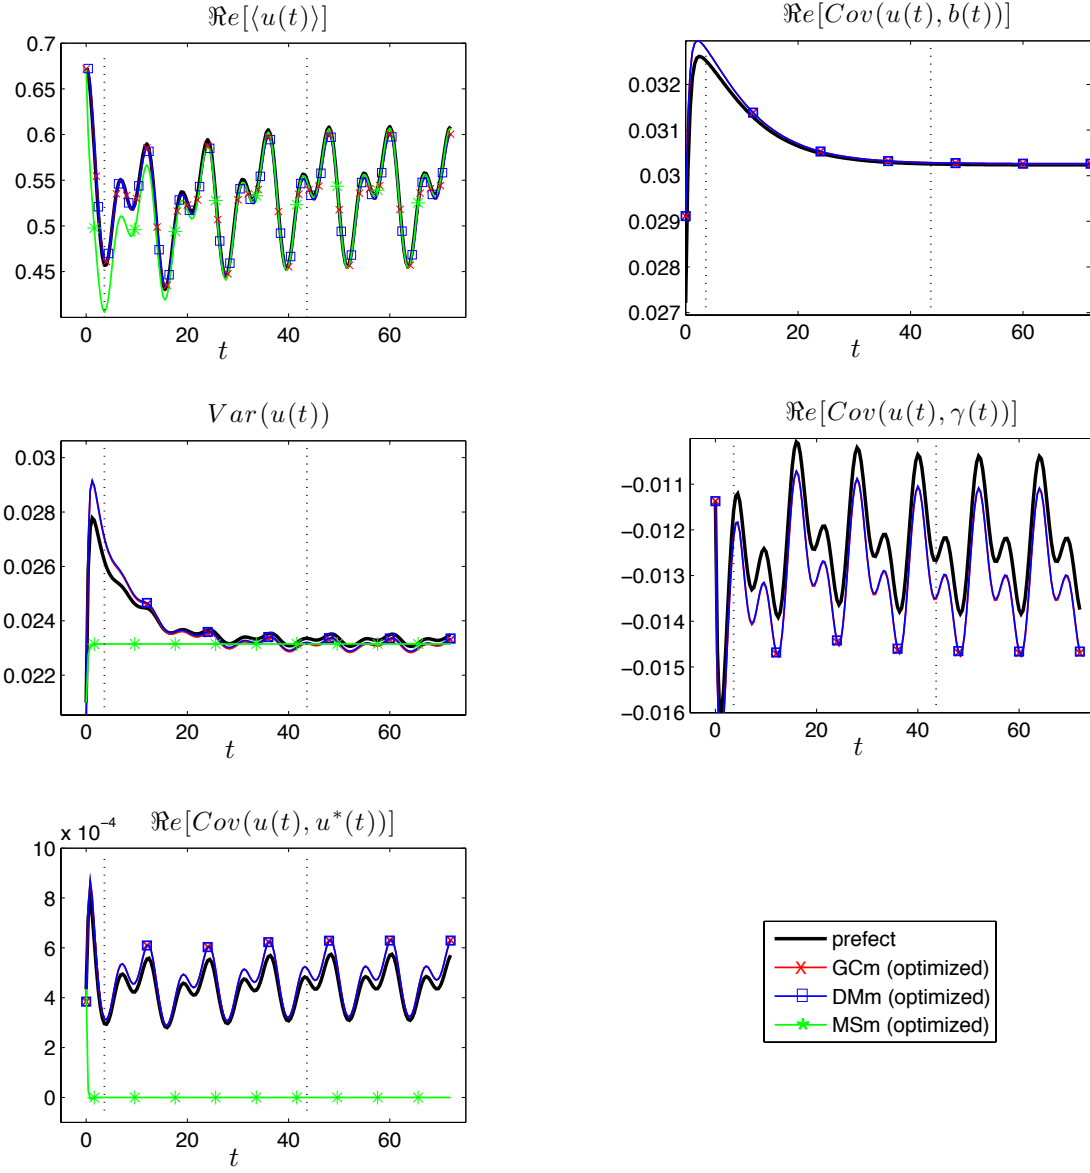 ℜe[⟨u(t)⟩]
0.7
0.65
0.6
0.55
0.5
0.45
0 20 40 60
t
ℜe[Cov(u(t), b(t))]
0.032
0.031
0.03
0.029
0.028
0.027
0 20 40 60
t
Var(u(t))
0.03
0.028
0.026
0.024
0.022
0 20 40 60
t
ℜe[Cov(u(t), γ(t))]
−0.011
−0.012
−0.013
−0.014
−0.015
−0.016
0 20 40 60
t
ℜe[Cov(u(t), u*(t))]
x 10⁻⁴
10
8
6
4
2
0
0 20 40 60
t
prefect
GCm (optimized)
DMm (optimized)
MSm (optimized)